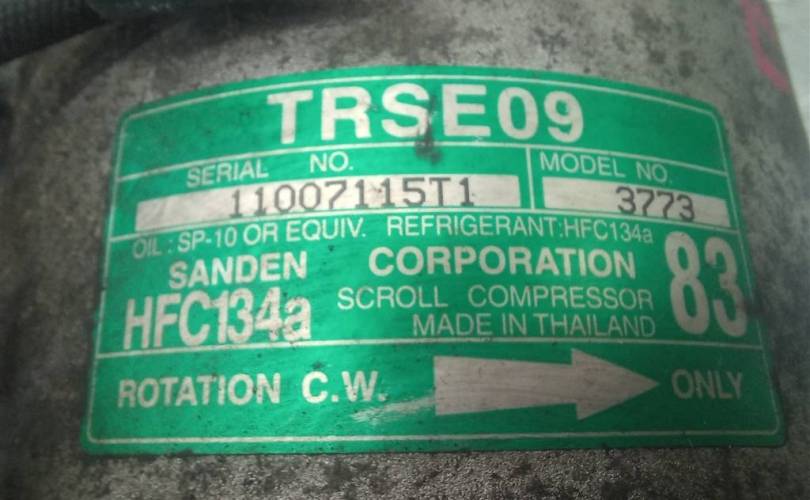 TRSE09
SERIAL NO.
11007115T1
MODEL NO.
3773
OIL : SP-10 OR EQUIV. REFRIGERANT:HFC134a
SANDEN CORPORATION
HFC134a
SCROLL COMPRESSOR
MADE IN THAILAND
83
ROTATION C.W. ONLY